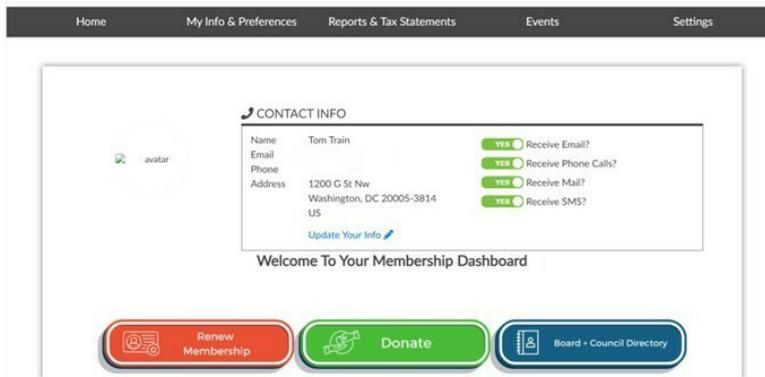 Home My Info & Preferences Reports & Tax Statements Events Settings
CONTACT INFO
avatar
Name Tom Train
Email
Phone
Address 1200 G St Nw
Washington, DC 20005-3814
US
Update Your Info
YES Receive Email?
YES Receive Phone Calls?
YES Receive Mail?
YES Receive SMS?
Welcome To Your Membership Dashboard
Renew
Membership
Donate
Board + Council Directory